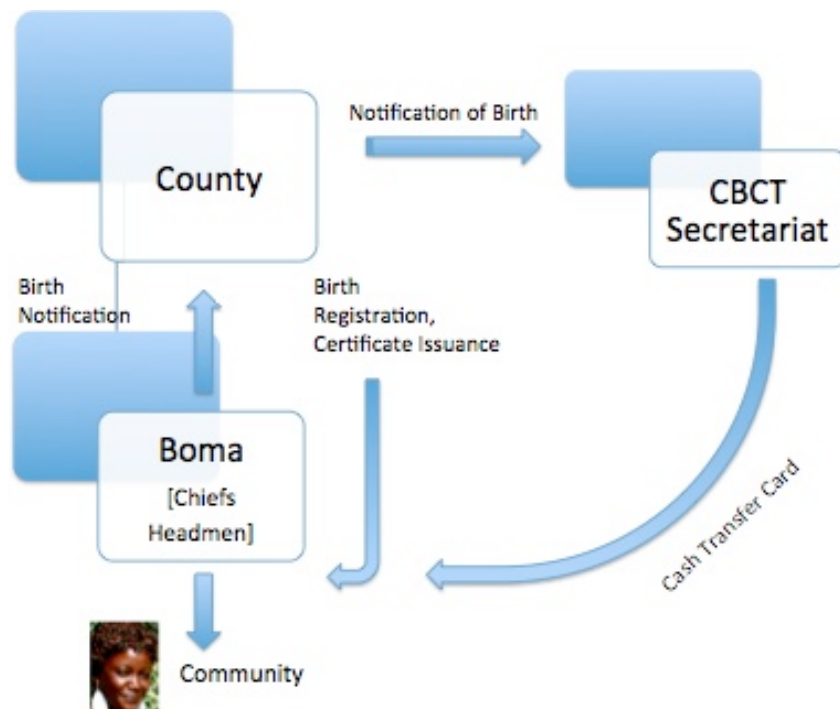 Notification of Birth
County
CBCT
Secretariat
Birth
Notification
Birth
Registration,
Certificate Issuance
Boma
[Chiefs
Headmen]
Cash Transfer Card
Community